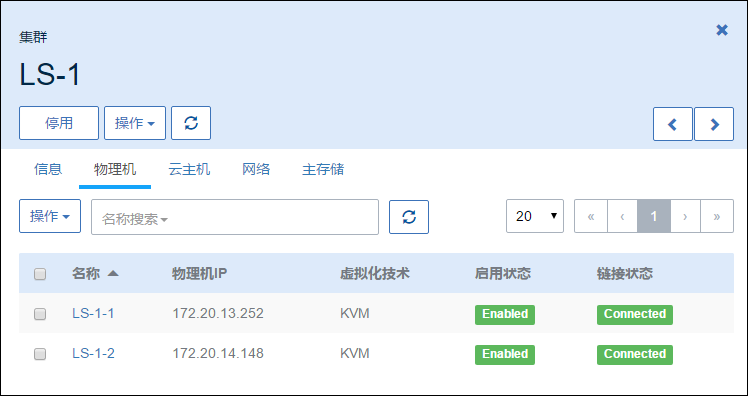 集群
LS-1
停用 操作
信息 物理机 云主机 网络 主存储
操作 名称搜索 20 « ‹ 1 › »
名称 物理机IP 虚拟化技术 启用状态 链接状态
LS-1-1 172.20.13.252 KVM Enabled Connected
LS-1-2 172.20.14.148 KVM Enabled Connected